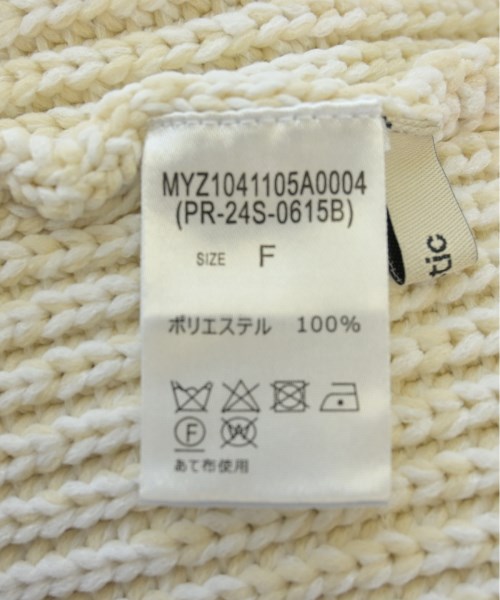 MYZ1041105A0004
(PR-24S-0615B)
SIZE F
ポリエステル 100%
F
W
あて布使用
tic